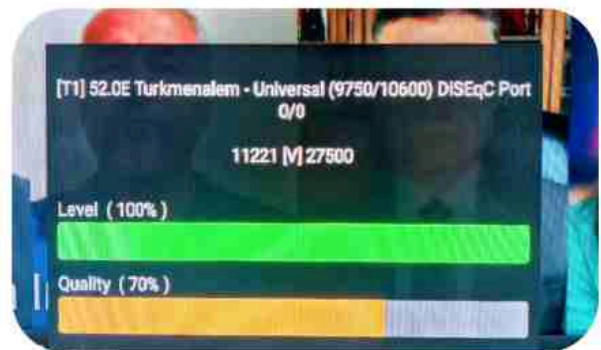 [T1] 52.0E Turkmenalem - Universal (9750/10600) DiSEqC Port
0/0
11221 [V] 27500
Level ( 100% )
Quality ( 70% )